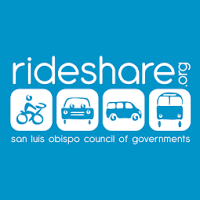 rideshare.org
san luis obispo council of governments